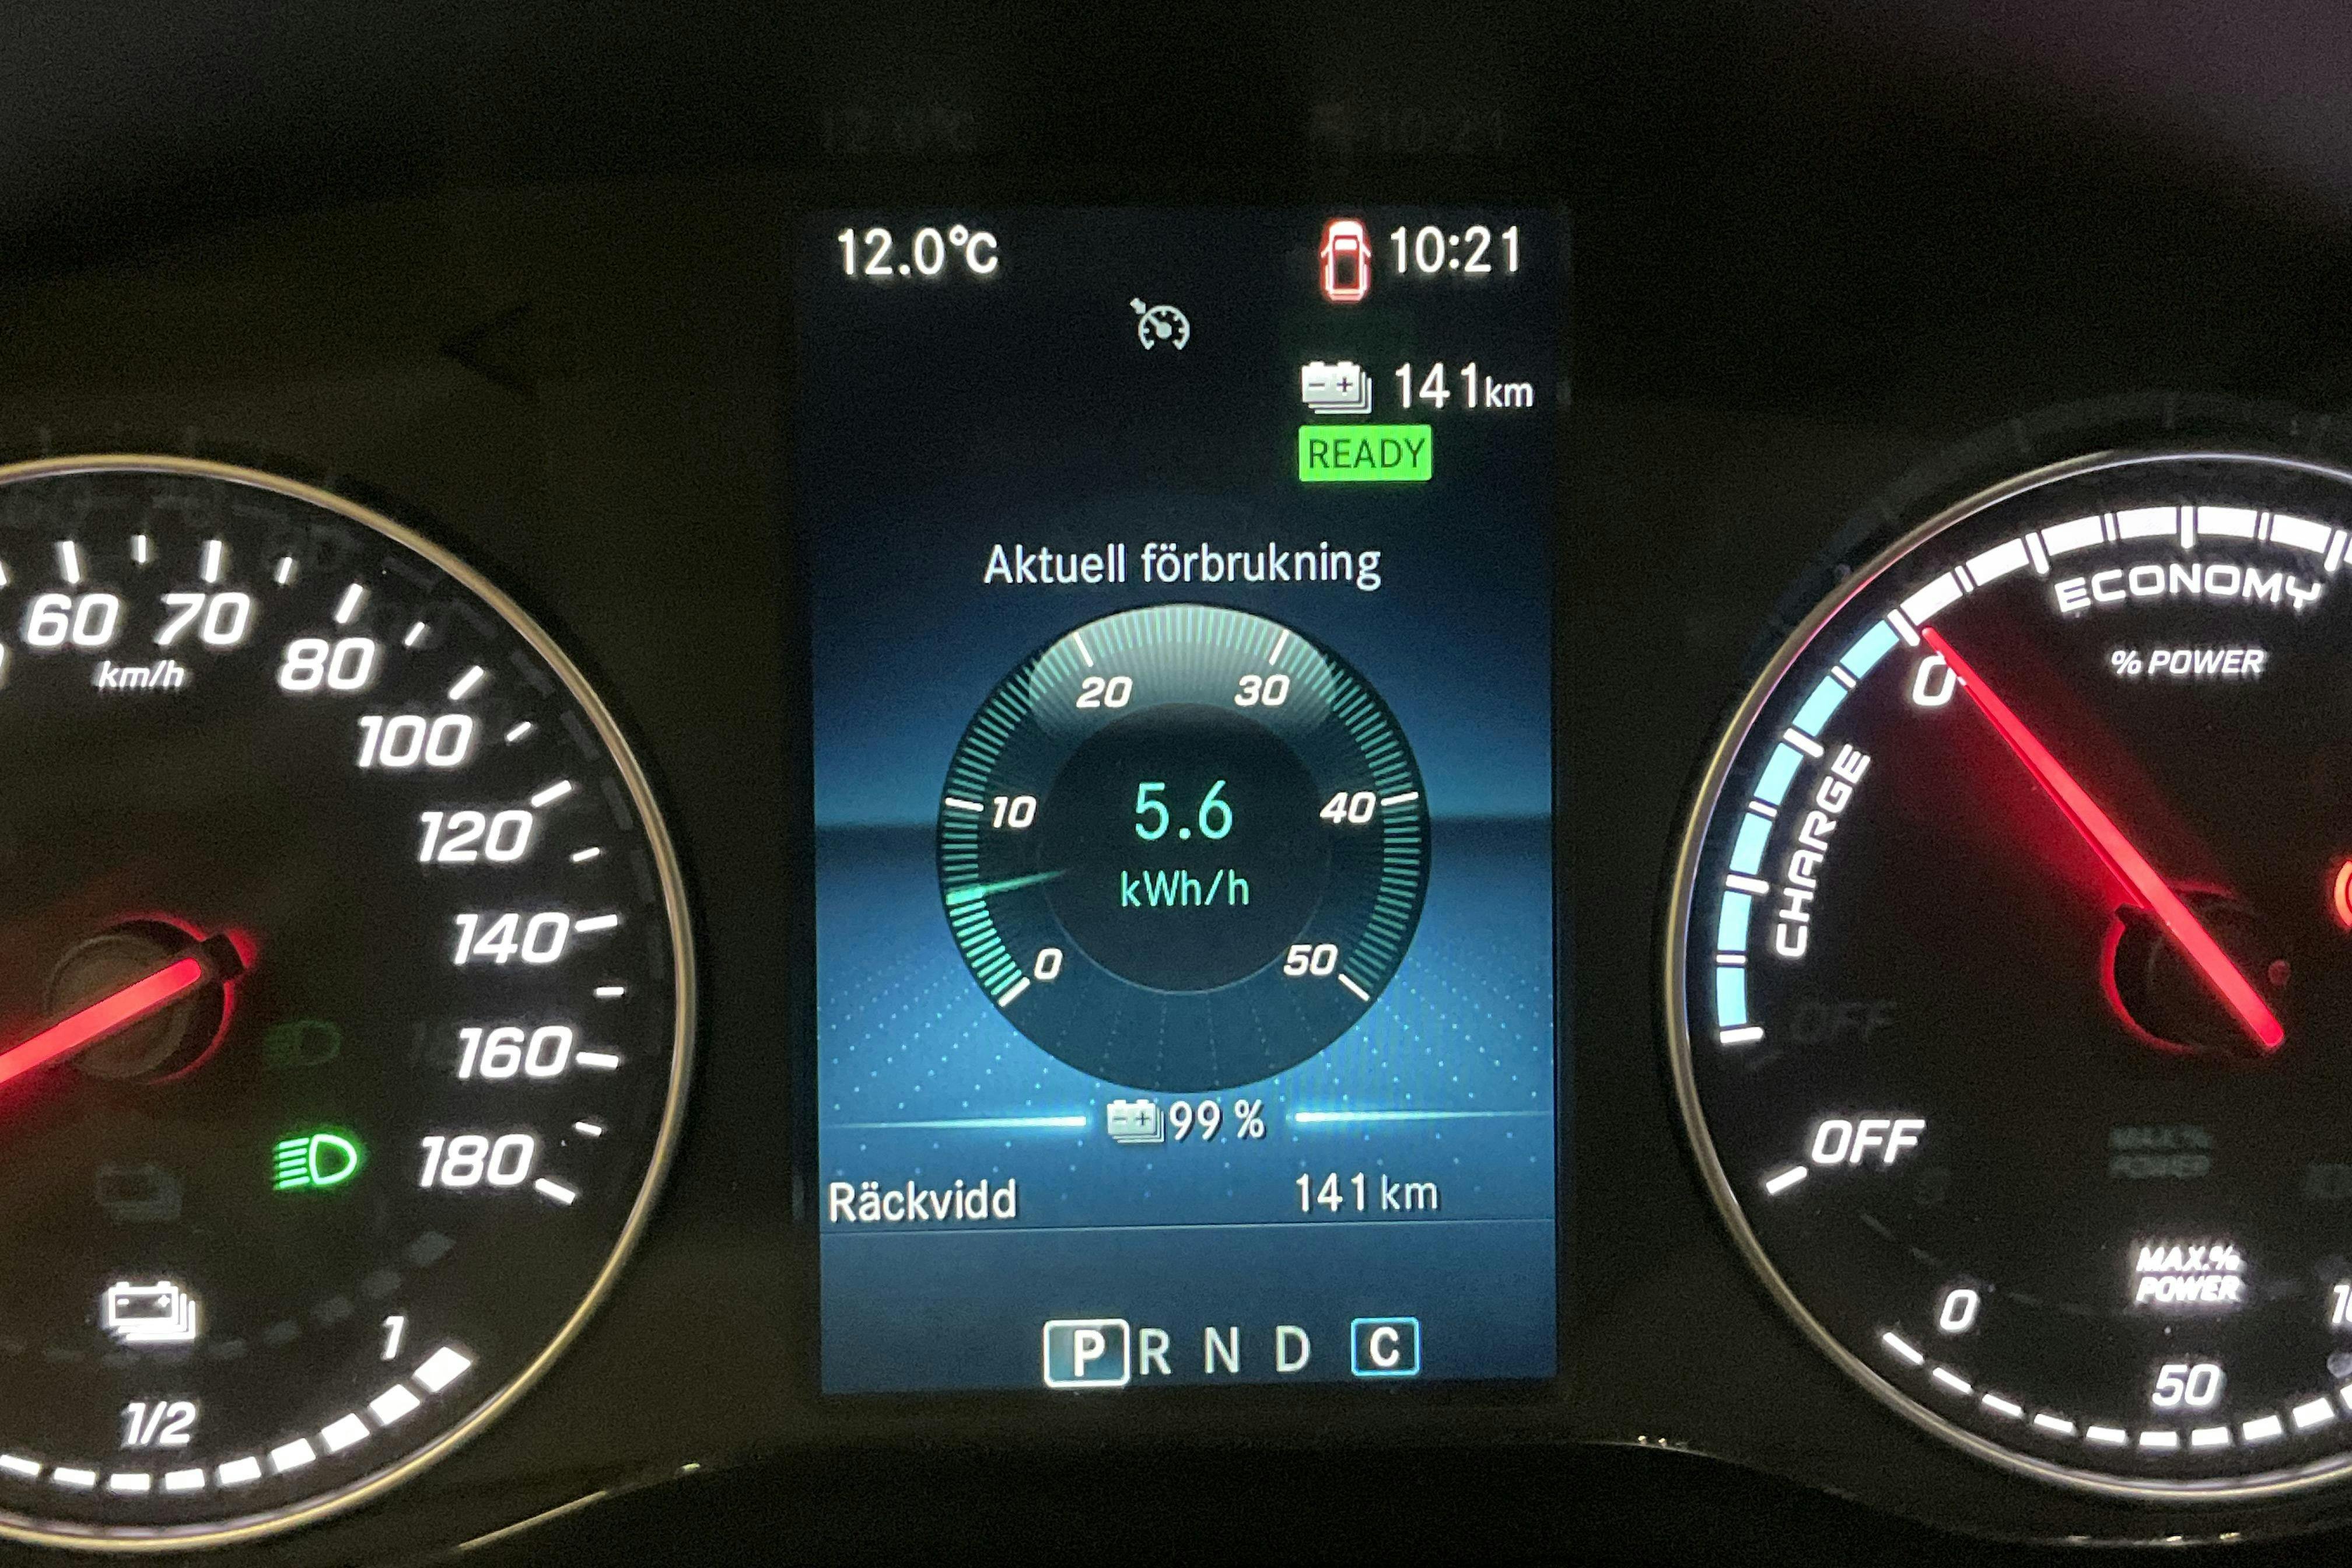 12.0°C
10:21
141km
READY
Aktuell förbrukning
0
10
20
30
40
50
5.6
kWh/h
99 %
Räckvidd 141 km
P R N D C
60
70
80
km/h
100
120
140
160
180
1/2
1
ECONOMY
% POWER
0
CHARGE
OFF
MAX.%
POWER
0
50